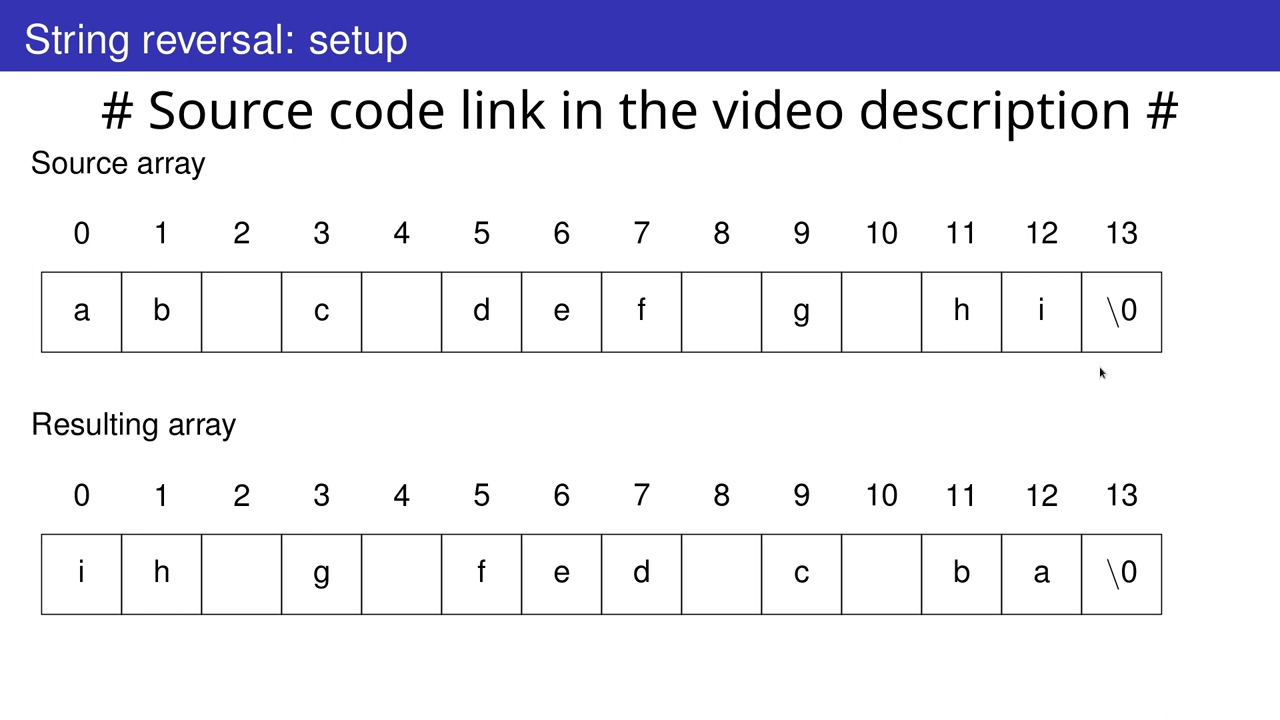 String reversal: setup
# Source code link in the video description #
Source array
0 1 2 3 4 5 6 7 8 9 10 11 12 13
a b c d e f g h i \0
Resulting array
0 1 2 3 4 5 6 7 8 9 10 11 12 13
i h g f e d c b a \0